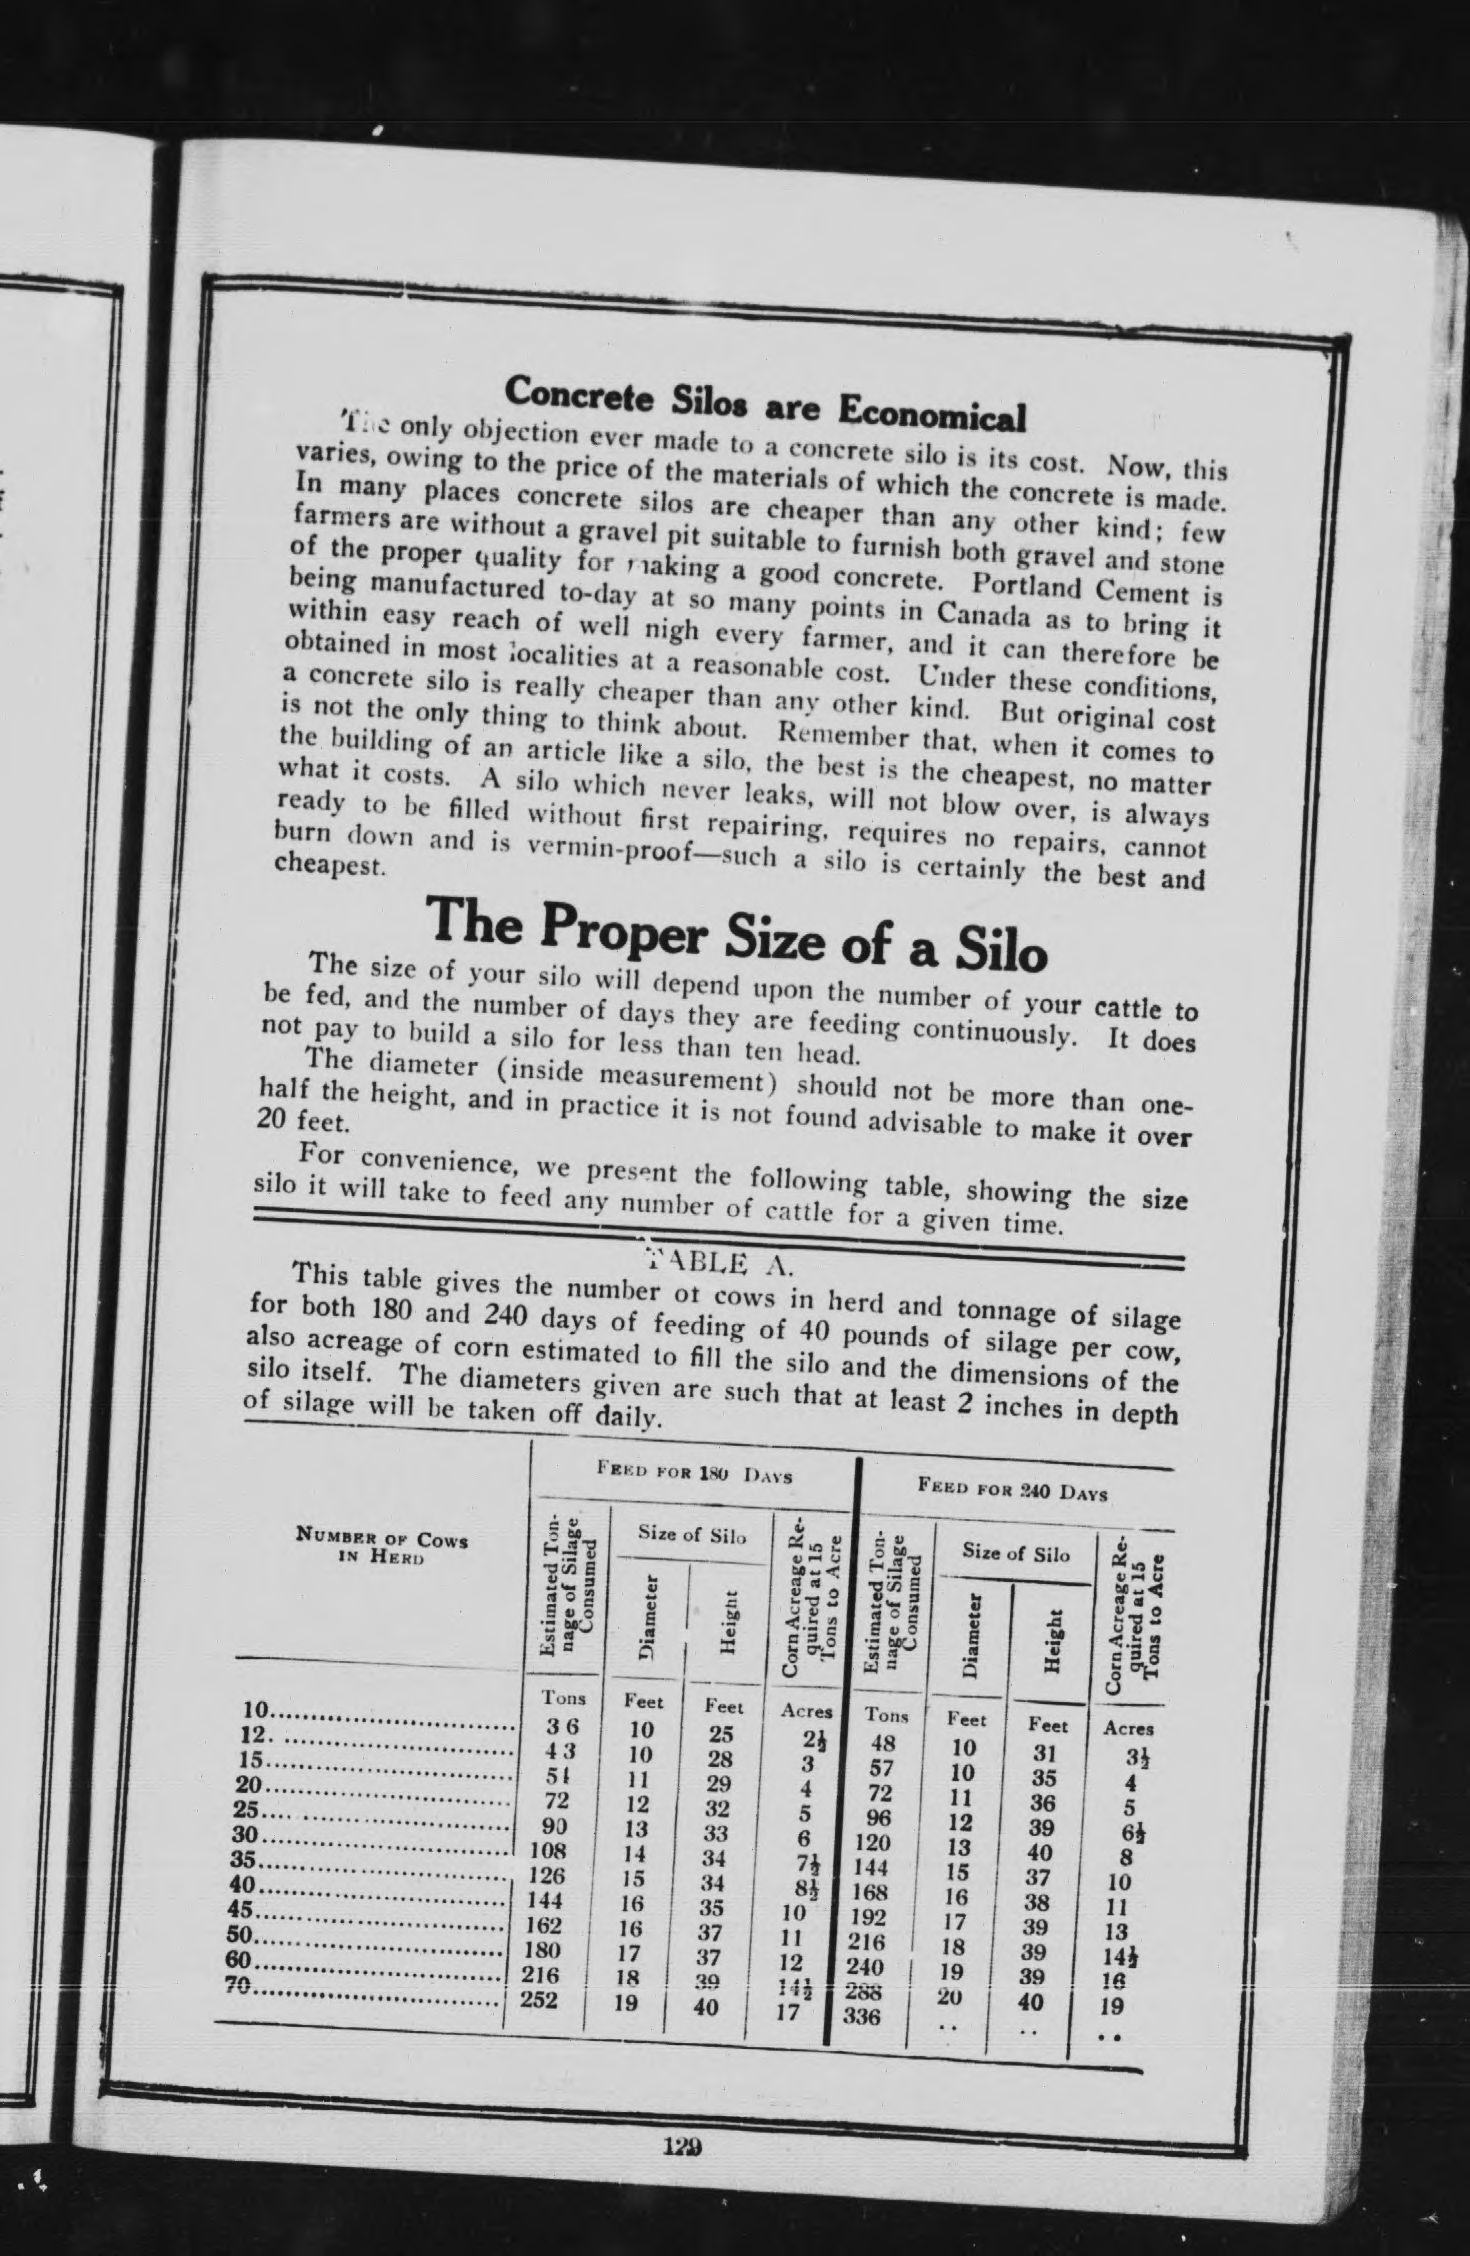 Concrete Silos are Economical
The only objection ever made to a concrete silo is its cost. Now, this
varies, owing to the price of the materials of which the concrete is made.
In many places concrete silos are cheaper than any other kind; few
farmers are without a gravel pit suitable to furnish both gravel and stone
of the proper quality for making a good concrete. Portland Cement is
being manufactured to-day at so many points in Canada as to bring it
within easy reach of well nigh every farmer, and it can therefore be
obtained in most localities at a reasonable cost. Under these conditions,
a concrete silo is really cheaper than any other kind. But original cost
is not the only thing to think about. Remember that, when it comes to
the building of an article like a silo, the best is the cheapest, no matter
what it costs. A silo which never leaks, will not blow over, is always
ready to be filled without first repairing, requires no repairs, cannot
burn down and is vermin-proof—such a silo is certainly the best and
cheapest.
The Proper Size of a Silo
The size of your silo will depend upon the number of your cattle to
be fed, and the number of days they are feeding continuously. It does
not pay to build a silo for less than ten head.
The diameter (inside measurement) should not be more than one-
half the height, and in practice it is not found advisable to make it over
20 feet.
For convenience, we present the following table, showing the size
silo it will take to feed any number of cattle for a given time.
TABLE A.
This table gives the number of cows in herd and tonnage of silage
for both 180 and 240 days of feeding of 40 pounds of silage per cow,
also acreage of corn estimated to fill the silo and the dimensions of the
silo itself. The diameters given are such that at least 2 inches in depth
of silage will be taken off daily.
NUMBER OF COWS
IN HERD
FEED FOR 180 DAYS
FEED FOR 240 DAYS
Estimated Ton-
nage of Silage
Consumed
Size of Silo
Diameter
Height
Corn Acreage Re-
quired at 15
Tons to Acre
Estimated Ton-
nage of Silage
Consumed
Size of Silo
Diameter
Height
Corn Acreage Re-
quired at 15
Tons to Acre
Tons Feet Feet Acres Tons Feet Feet Acres
10.............................. 36 10 25 2½ 48 10 31 3½
12. ............................ 43 10 28 3 57 10 35 4
15.............................. 54 11 29 4 72 11 36 5
20.............................. 72 12 32 5 96 12 39 6½
25.... ......................... 90 13 33 6 120 13 40 8
30.............................. 108 14 34 7½ 144 15 37 10
35.............................. 126 15 34 8½ 168 16 38 11
40.............................. 144 16 35 10 192 17 39 13
45.............................. 162 16 37 11 216 18 39 14½
50.............................. 180 17 37 12 240 19 39 16
60.............................. 216 18 39 14½ 288 20 40 19
70.............................. 252 19 40 17 336 .. .. ..
129